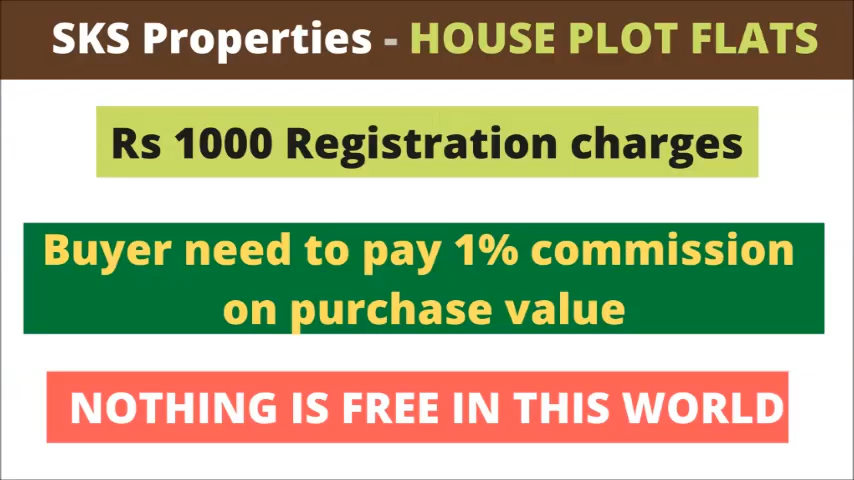 SKS Properties - HOUSE PLOT FLATS
Rs 1000 Registration charges
Buyer need to pay 1% commission
on purchase value
NOTHING IS FREE IN THIS WORLD